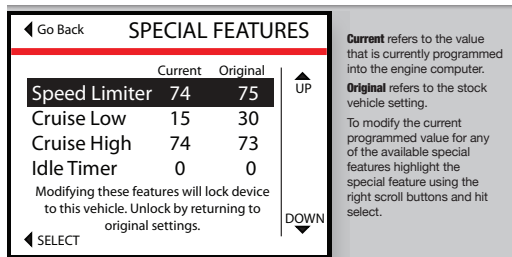 Go Back
SPECIAL FEATURES
Current Original
UP
Speed Limiter 74 75
Cruise Low 15 30
Cruise High 74 73
Idle Timer 0 0
Modifying these features will lock device
to this vehicle. Unlock by returning to
original settings.
DOWN
SELECT
Current refers to the value
that is currently programmed
into the engine computer.
Original refers to the stock
vehicle setting.
To modify the current
programmed value for any
of the available special
features highlight the
special feature using the
right scroll buttons and hit
select.